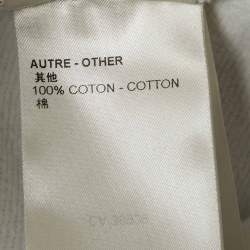 AUTRE - OTHER
其他
100% COTON - COTTON
棉